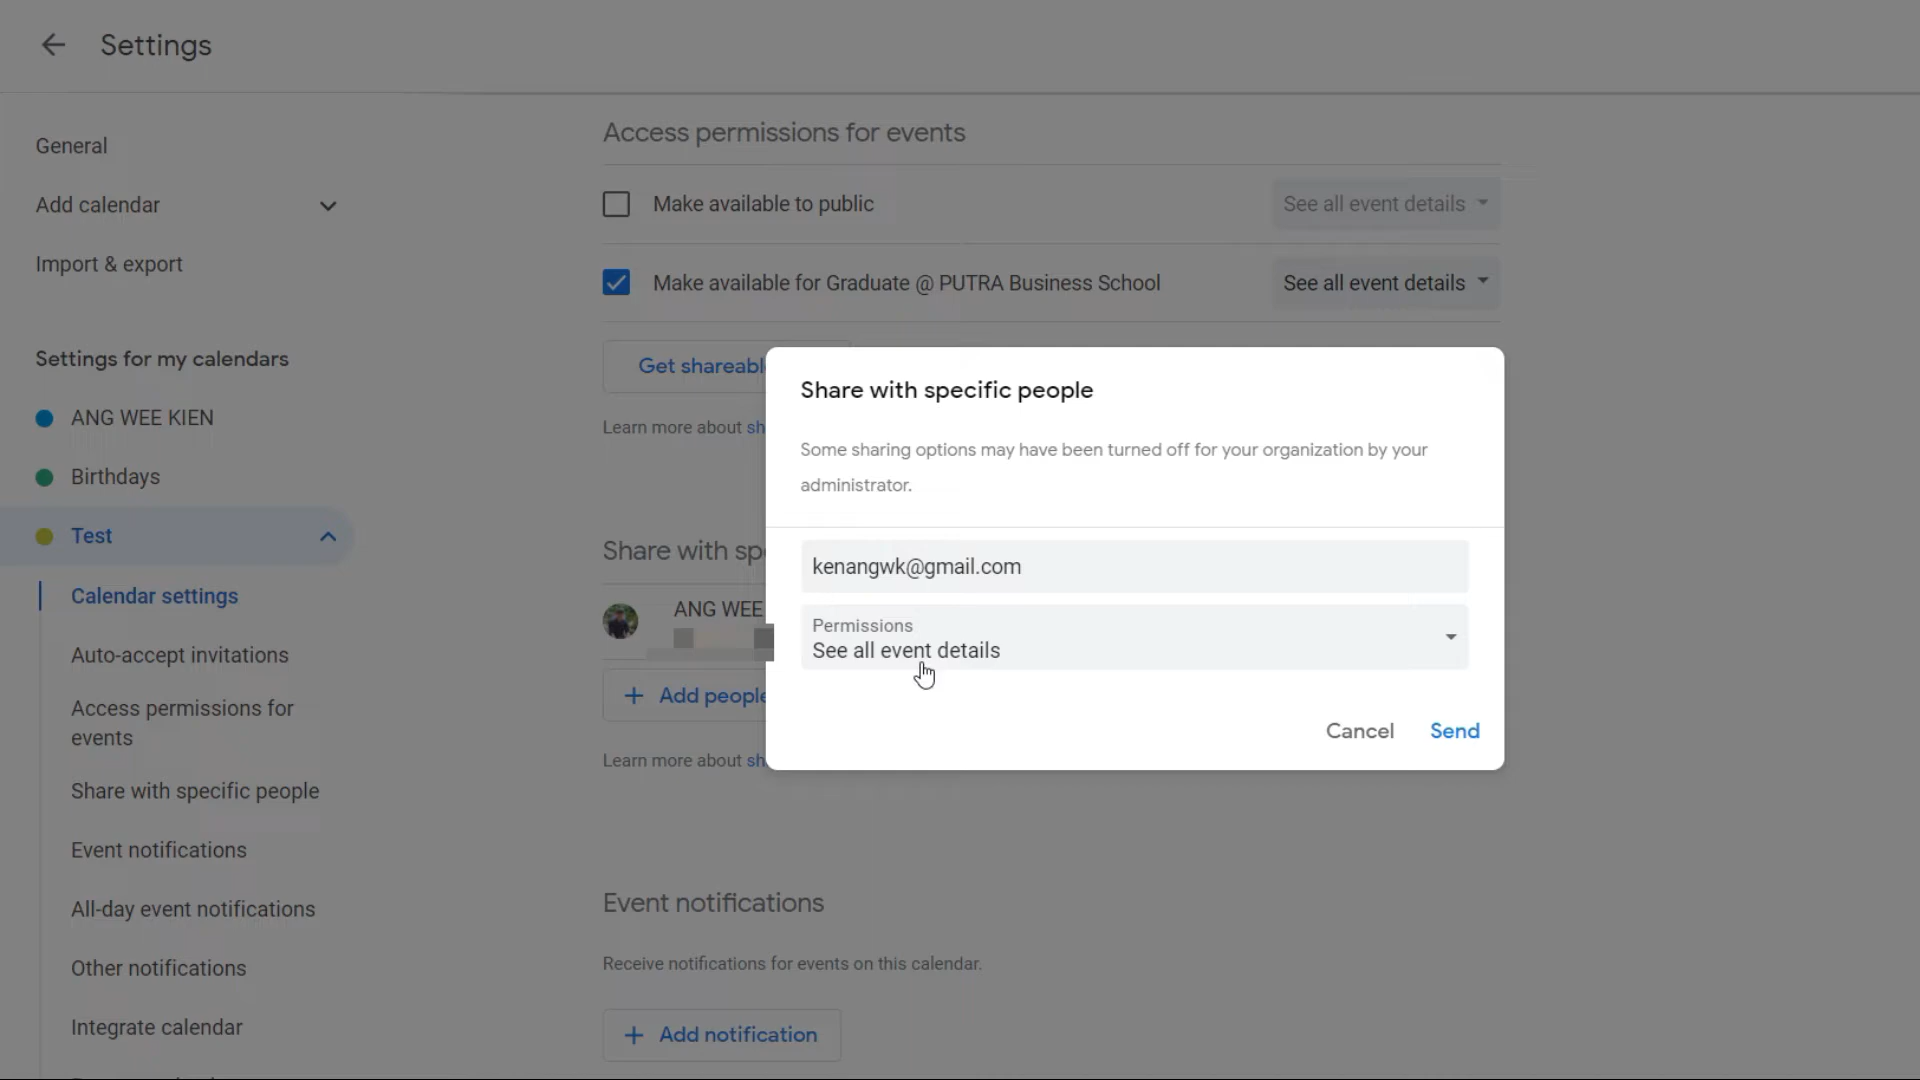 Settings
General
Add calendar
Import & export
Settings for my calendars
ANG WEE KIEN
Birthdays
Test
Calendar settings
Auto-accept invitations
Access permissions for
events
Share with specific people
Event notifications
All-day event notifications
Other notifications
Integrate calendar
Access permissions for events
Make available to public
See all event details
Make available for Graduate @ PUTRA Business School
See all event details
Get shareabl
Learn more about sh
Share with sp
ANG WEE
Add people
Learn more about sh
Share with specific people
Some sharing options may have been turned off for your organization by your
administrator.
kenangwk@gmail.com
Permissions
See all event details
Cancel
Send
Event notifications
Receive notifications for events on this calendar.
Add notification